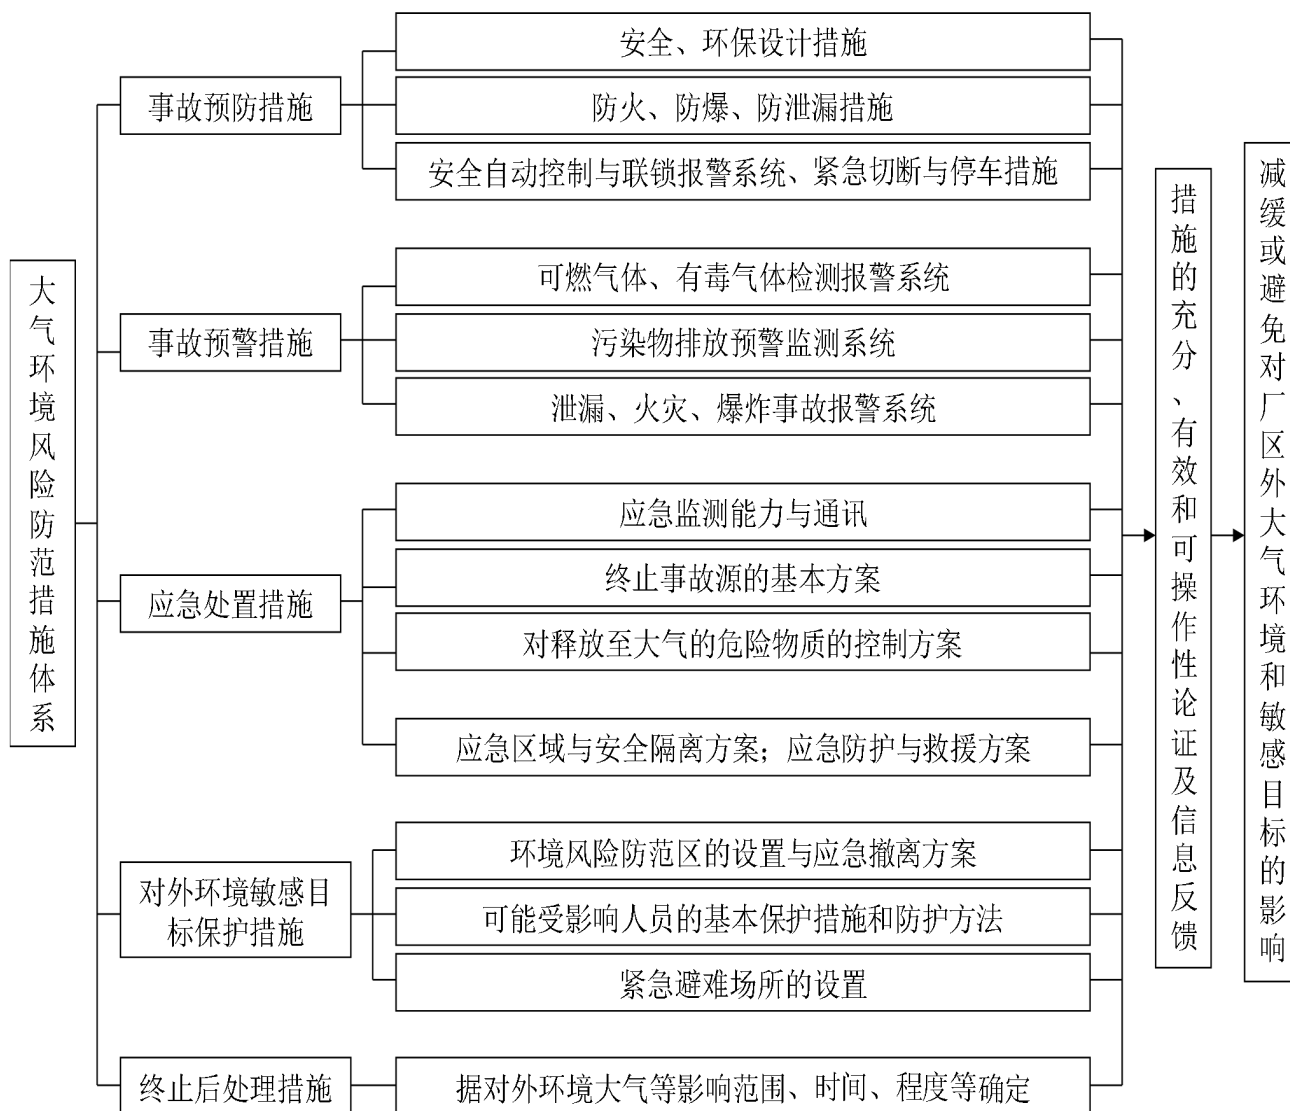 大气环境风险防范措施体系
事故预防措施
安全、环保设计措施
防火、防爆、防泄漏措施
安全自动控制与联锁报警系统、紧急切断与停车措施
事故预警措施
可燃气体、有毒气体检测报警系统
污染物排放预警监测系统
泄漏、火灾、爆炸事故报警系统
应急处置措施
应急监测能力与通讯
终止事故源的基本方案
对释放至大气的危险物质的控制方案
应急区域与安全隔离方案；应急防护与救援方案
对外环境敏感目
标保护措施
环境风险防范区的设置与应急撤离方案
可能受影响人员的基本保护措施和防护方法
紧急避难场所的设置
终止后处理措施
据对外环境大气等影响范围、时间、程度等确定
措施的充分、有效和可操作性论证及信息反馈
减缓或避免对厂区外大气环境和敏感目标的影响